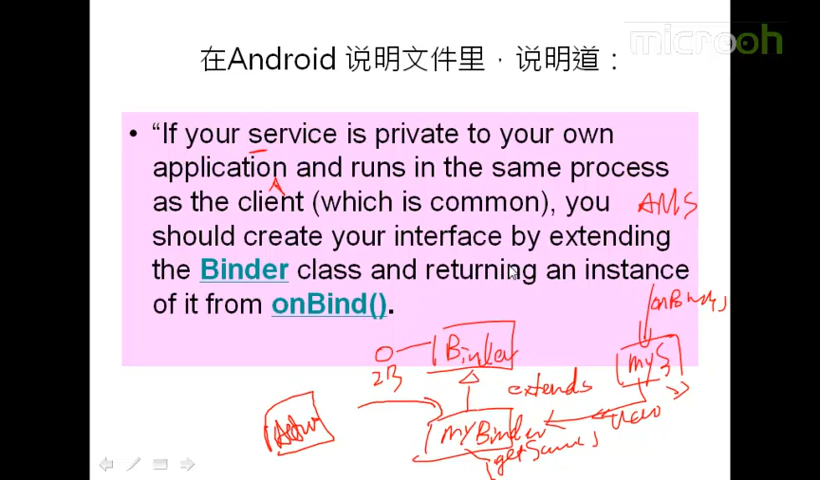 microoh
在Android 说明文件里，说明道：
• “If your service is private to your own
application and runs in the same process
as the client (which is common), you
should create your interface by extending
the Binder class and returning an instance
of it from onBind().
AMS
onBind()
Binder
IB
myS
extends
myBinder